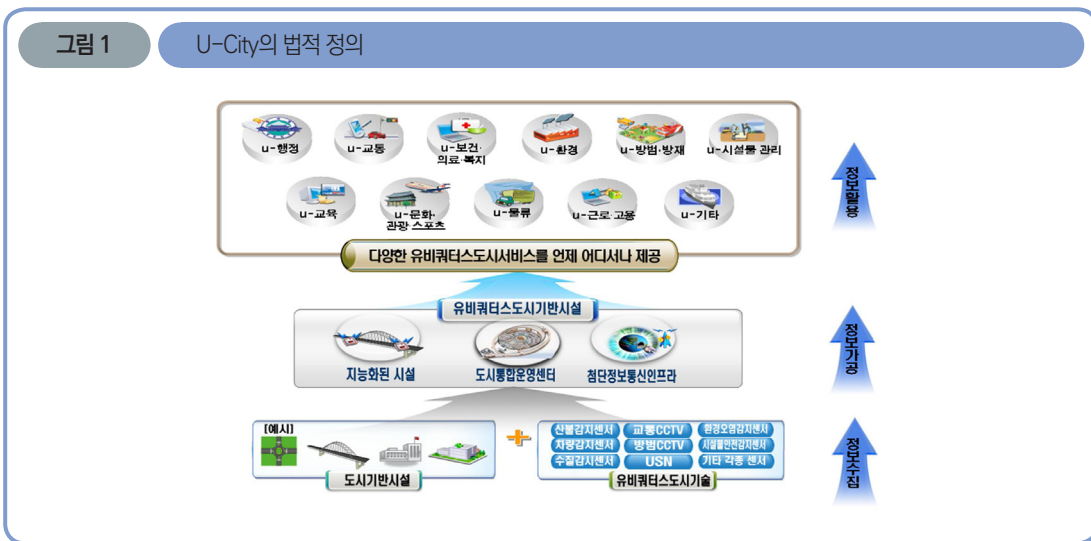 그림 1
U-City의 법적 정의
u-행정
u-교통
u-보건·
의료·복지
u-환경
u-방범·방재
u-시설물 관리
u-교육
u-문화·
관광·스포츠
u-물류
u-근로·고용
u-기타
다양한 유비쿼터스도시서비스를 언제 어디서나 제공
정보활용
유비쿼터스도시기반시설
지능화된 시설
도시통합운영센터
첨단정보통신인프라
정보가공
[예시]
도시기반시설
산불감지센서
교통CCTV
환경오염감지센서
차량감지센서
방범CCTV
시설물안전감지센서
수질감지센서
USN
기타 각종 센서
유비쿼터스도시기술
정보수집